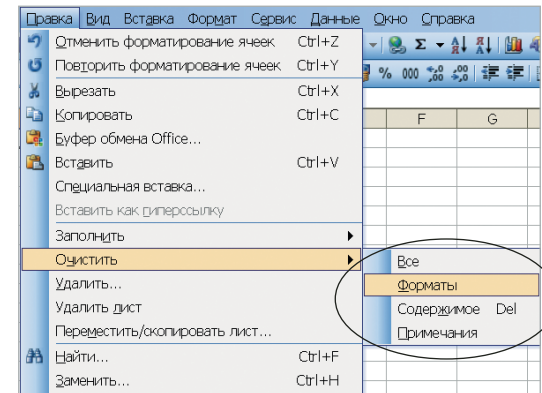 Правка Вид Вставка Формат Сервис Данные Окно Справка
Отменить форматирование ячеек Ctrl+Z
Повторить форматирование ячеек Ctrl+Y
% 000
Вырезать Ctrl+X
Копировать Ctrl+C
F G
Буфер обмена Office...
Вставить Ctrl+V
Специальная вставка...
Вставить как гиперссылку
Заполнить
Очистить
Все
Удалить...
Форматы
Удалить лист
Содержимое Del
Переместить/скопировать лист...
Примечания
Найти... Ctrl+F
Заменить... Ctrl+H